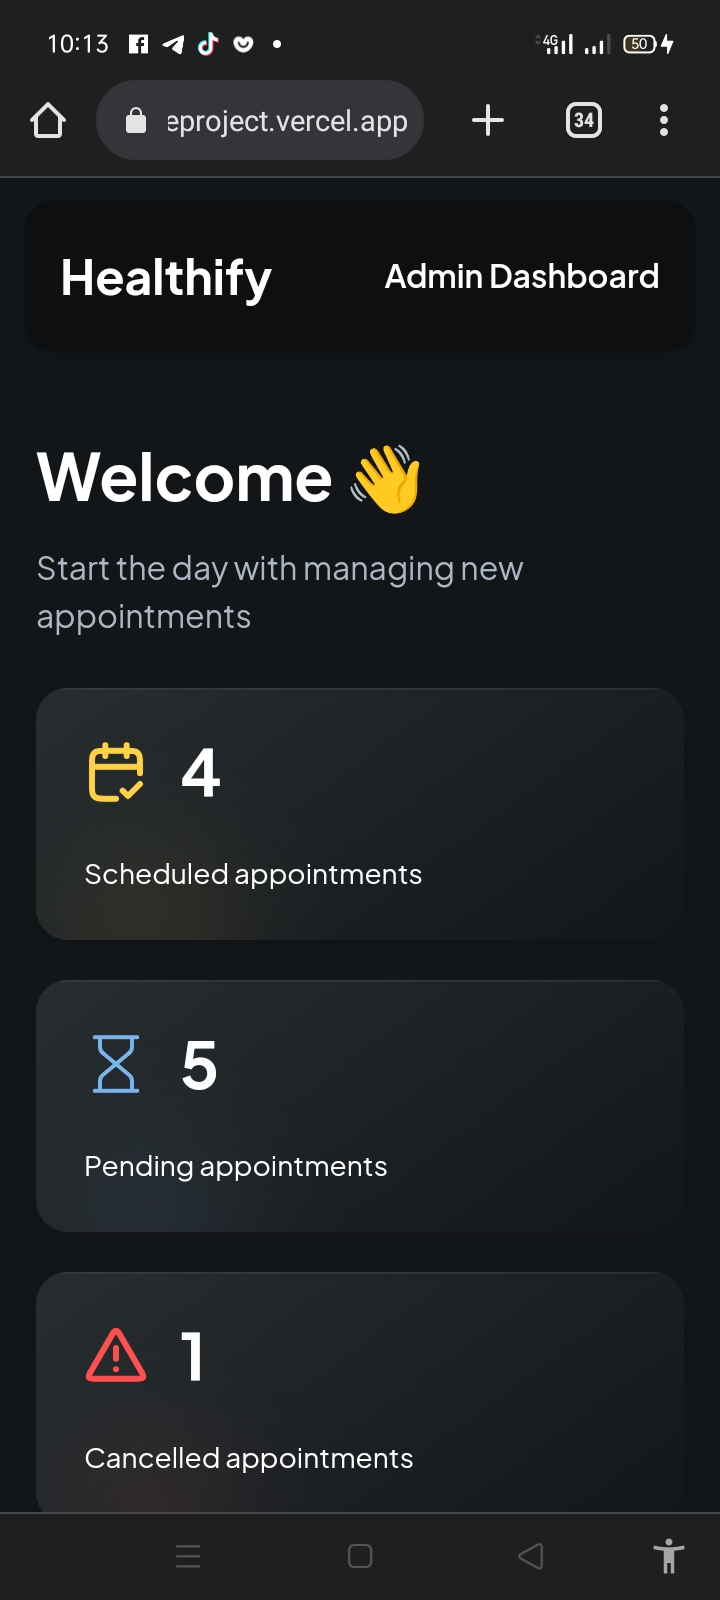 10:13
4G
50
eproject.vercel.app
34
Healthify
Admin Dashboard
Welcome 👋
Start the day with managing new
appointments
4
Scheduled appointments
5
Pending appointments
1
Cancelled appointments